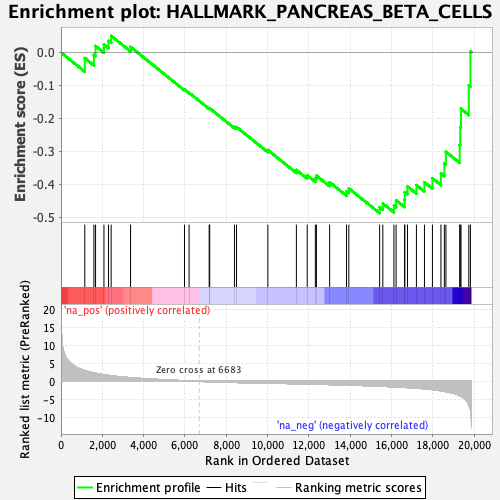 Enrichment plot: HALLMARK_PANCREAS_BETA_CELLS
Enrichment score (ES)
0.0
-0.1
-0.2
-0.3
-0.4
-0.5
'na_pos' (positively correlated)
Ranked list metric (PreRanked)
20
15
10
5
0
-5
-10
Zero cross at 6683
'na_neg' (negatively correlated)
0
2,000
4,000
6,000
8,000
10,000
12,000
14,000
16,000
18,000
20,000
Rank in Ordered Dataset
Enrichment profile
Hits
Ranking metric scores